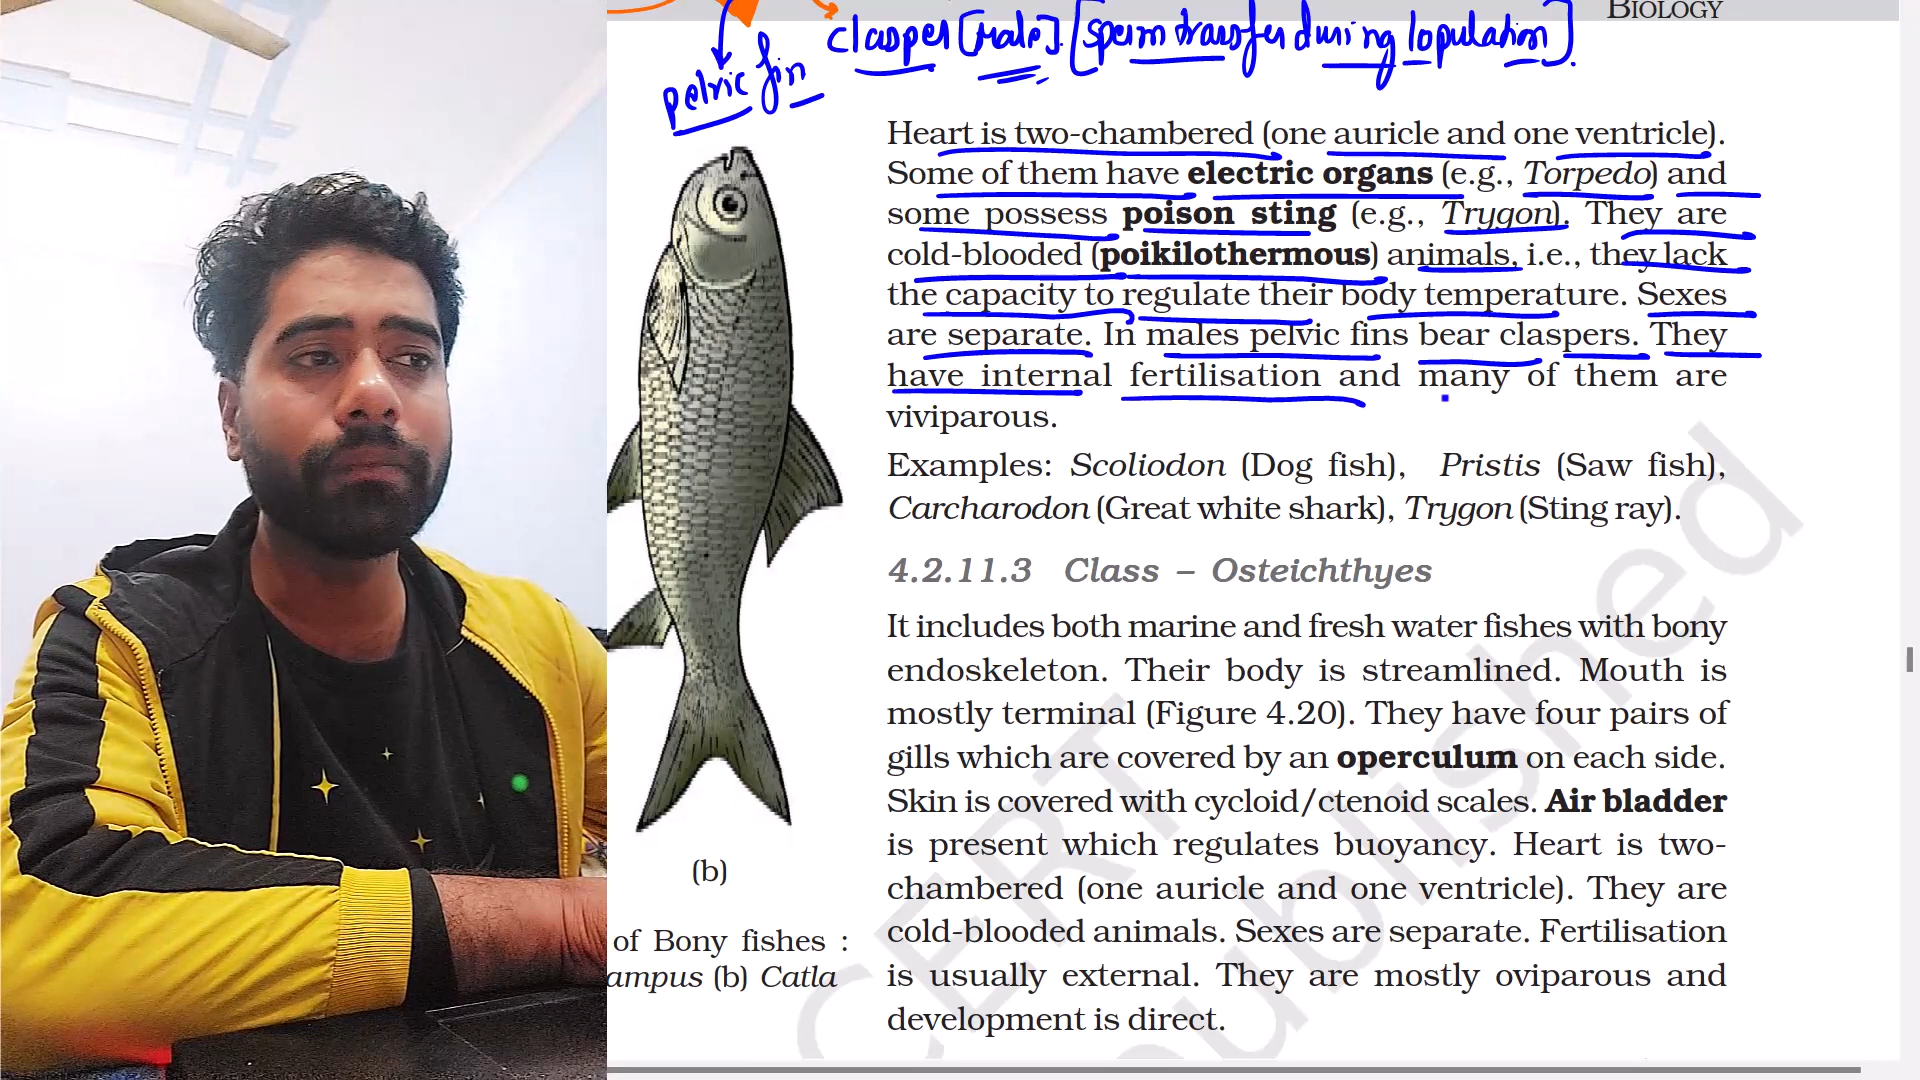 BIOLOGY
clasper [Male]. [sperm transfer during lopulation].
pelvic fin
Heart is two-chambered (one auricle and one ventricle).
Some of them have electric organs (e.g., Torpedo) and
some possess poison sting (e.g., Trygon). They are
cold-blooded (poikilothermous) animals, i.e., they lack
the capacity to regulate their body temperature. Sexes
are separate. In males pelvic fins bear claspers. They
have internal fertilisation and many of them are
viviparous.
Examples: Scoliodon (Dog fish), Pristis (Saw fish),
Carcharodon (Great white shark), Trygon (Sting ray).
4.2.11.3 Class – Osteichthyes
It includes both marine and fresh water fishes with bony
endoskeleton. Their body is streamlined. Mouth is
mostly terminal (Figure 4.20). They have four pairs of
gills which are covered by an operculum on each side.
Skin is covered with cycloid/ctenoid scales. Air bladder
is present which regulates buoyancy. Heart is two-
chambered (one auricle and one ventricle). They are
cold-blooded animals. Sexes are separate. Fertilisation
is usually external. They are mostly oviparous and
development is direct.
(b)
of Bony fishes :
ampus (b) Catla
CERT
published